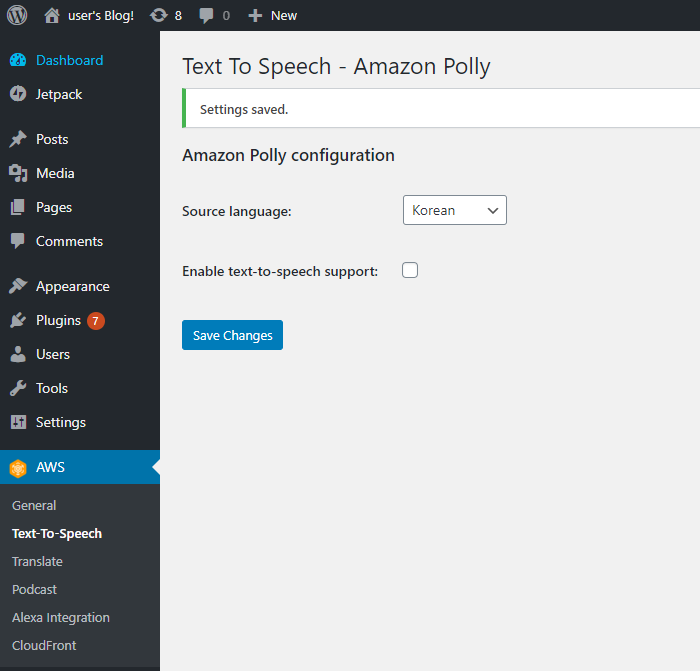 user's Blog! 8 0 New
Dashboard
Jetpack
Posts
Media
Pages
Comments
Appearance
Plugins 7
Users
Tools
Settings
AWS
General
Text-To-Speech
Translate
Podcast
Alexa Integration
CloudFront
Text To Speech - Amazon Polly
Settings saved.
Amazon Polly configuration
Source language: Korean
Enable text-to-speech support:
Save Changes